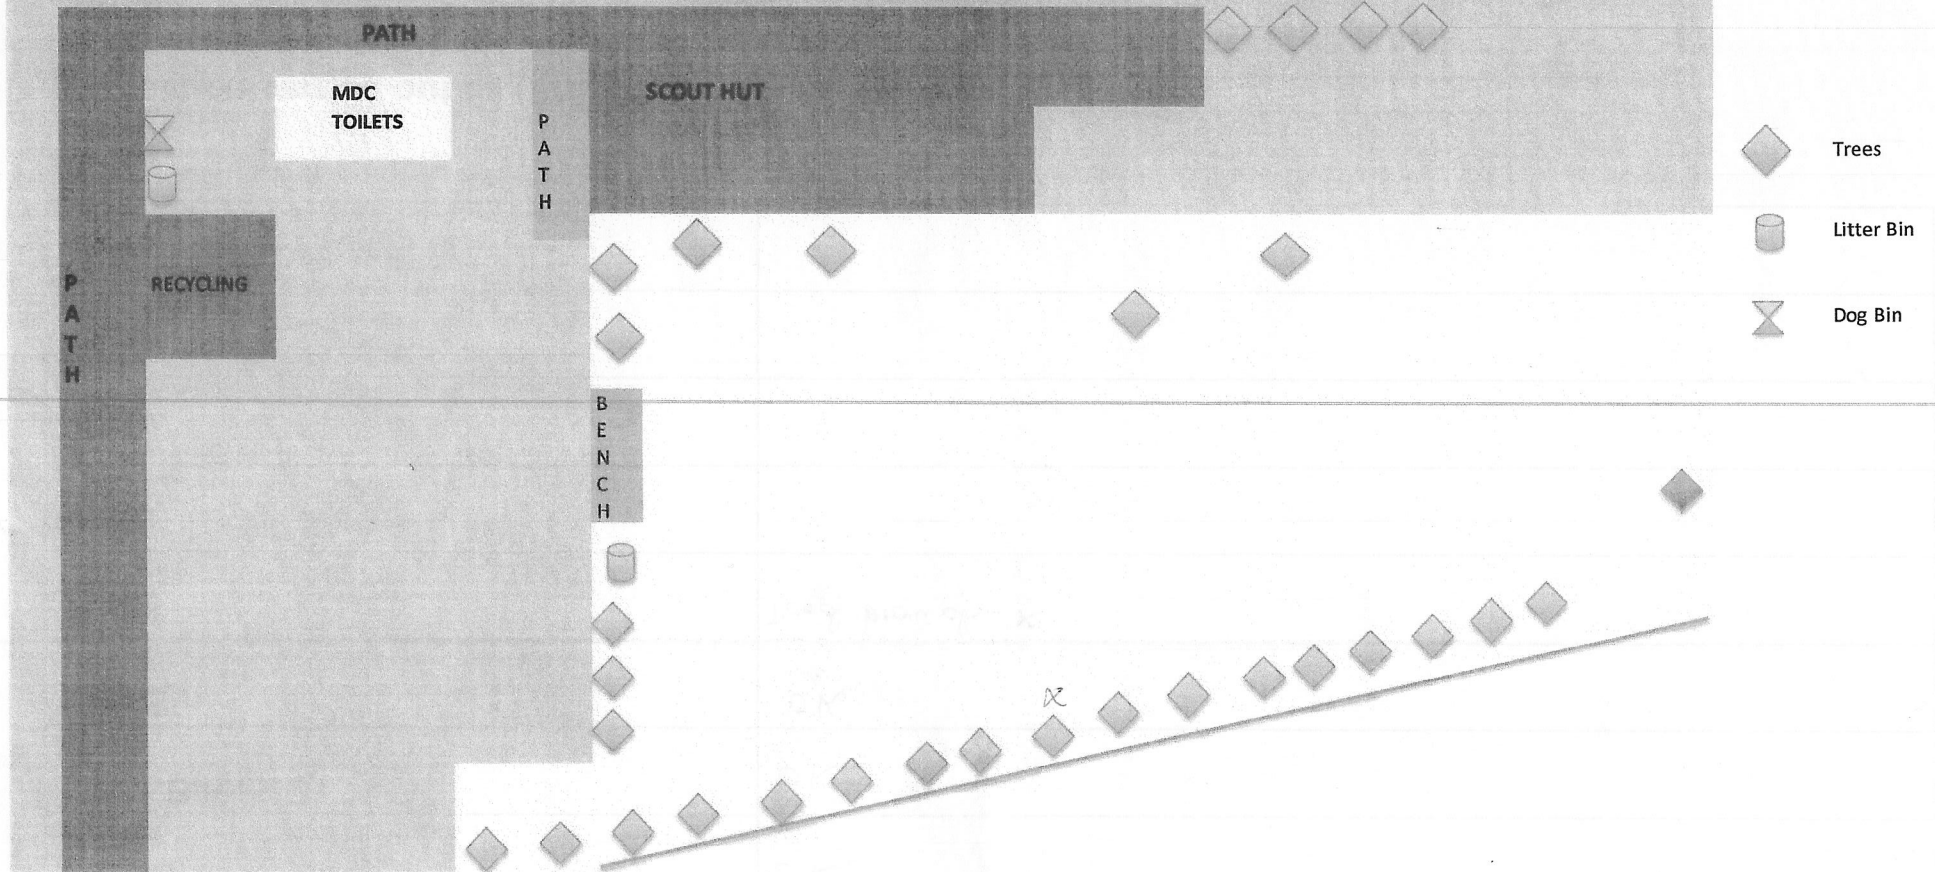 PATH
MDC
TOILETS
SCOUT HUT
P
A
T
H
RECYCLING
P
A
T
H
B
E
N
C
H
x
Trees
Litter Bin
Dog Bin